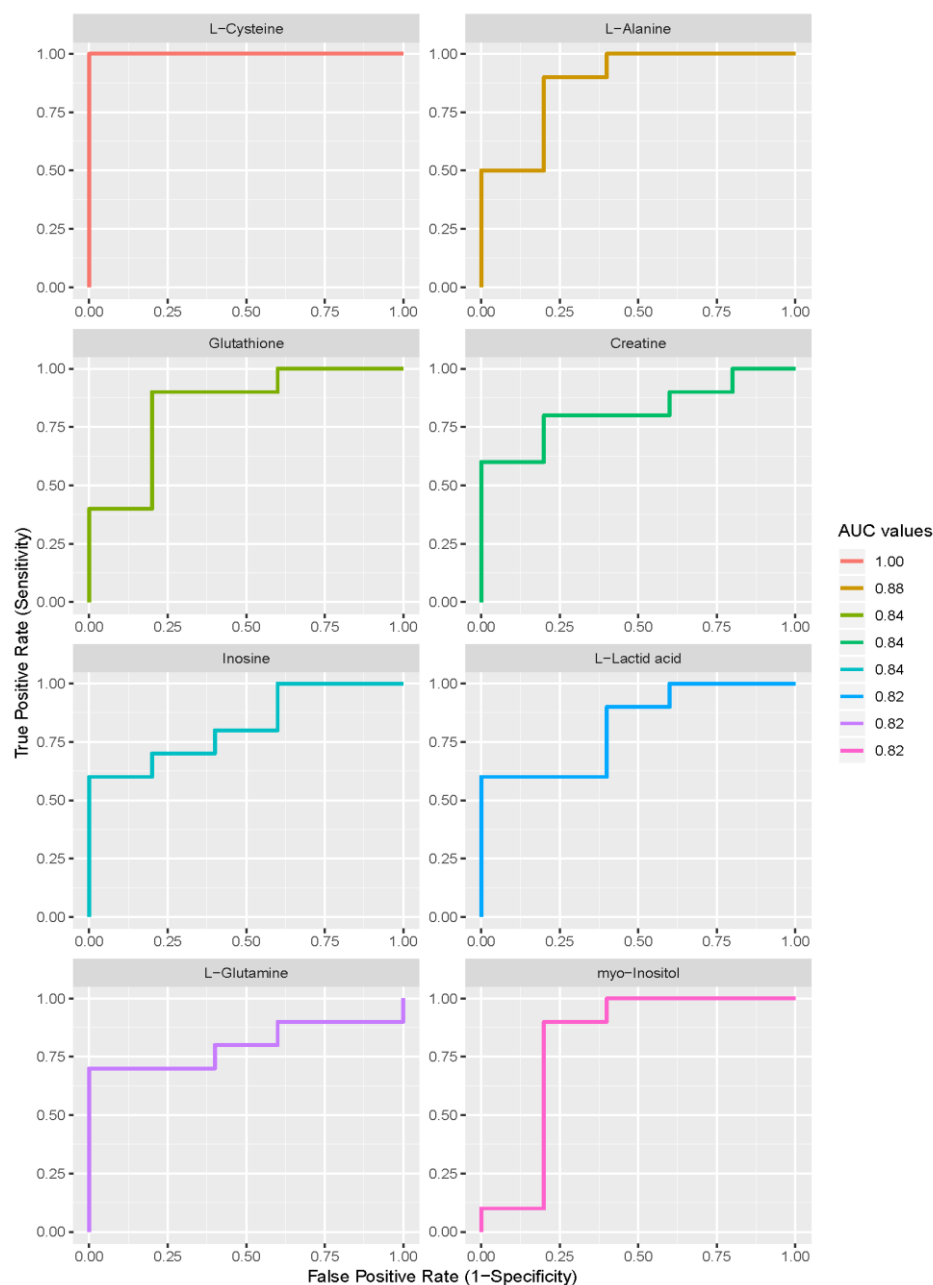 L−Cysteine
L−Alanine
1.00
0.75
0.50
0.25
0.00
0.00 0.25 0.50 0.75 1.00
1.00
0.75
0.50
0.25
0.00
0.00 0.25 0.50 0.75 1.00
Glutathione
Creatine
1.00
0.75
0.50
0.25
0.00
0.00 0.25 0.50 0.75 1.00
1.00
0.75
0.50
0.25
0.00
0.00 0.25 0.50 0.75 1.00
Inosine
L−Lactid acid
1.00
0.75
0.50
0.25
0.00
0.00 0.25 0.50 0.75 1.00
1.00
0.75
0.50
0.25
0.00
0.00 0.25 0.50 0.75 1.00
L−Glutamine
myo−Inositol
1.00
0.75
0.50
0.25
0.00
0.00 0.25 0.50 0.75 1.00
1.00
0.75
0.50
0.25
0.00
0.00 0.25 0.50 0.75 1.00
True Positive Rate (Sensitivity)
False Positive Rate (1−Specificity)
AUC values
1.00
0.88
0.84
0.84
0.84
0.82
0.82
0.82